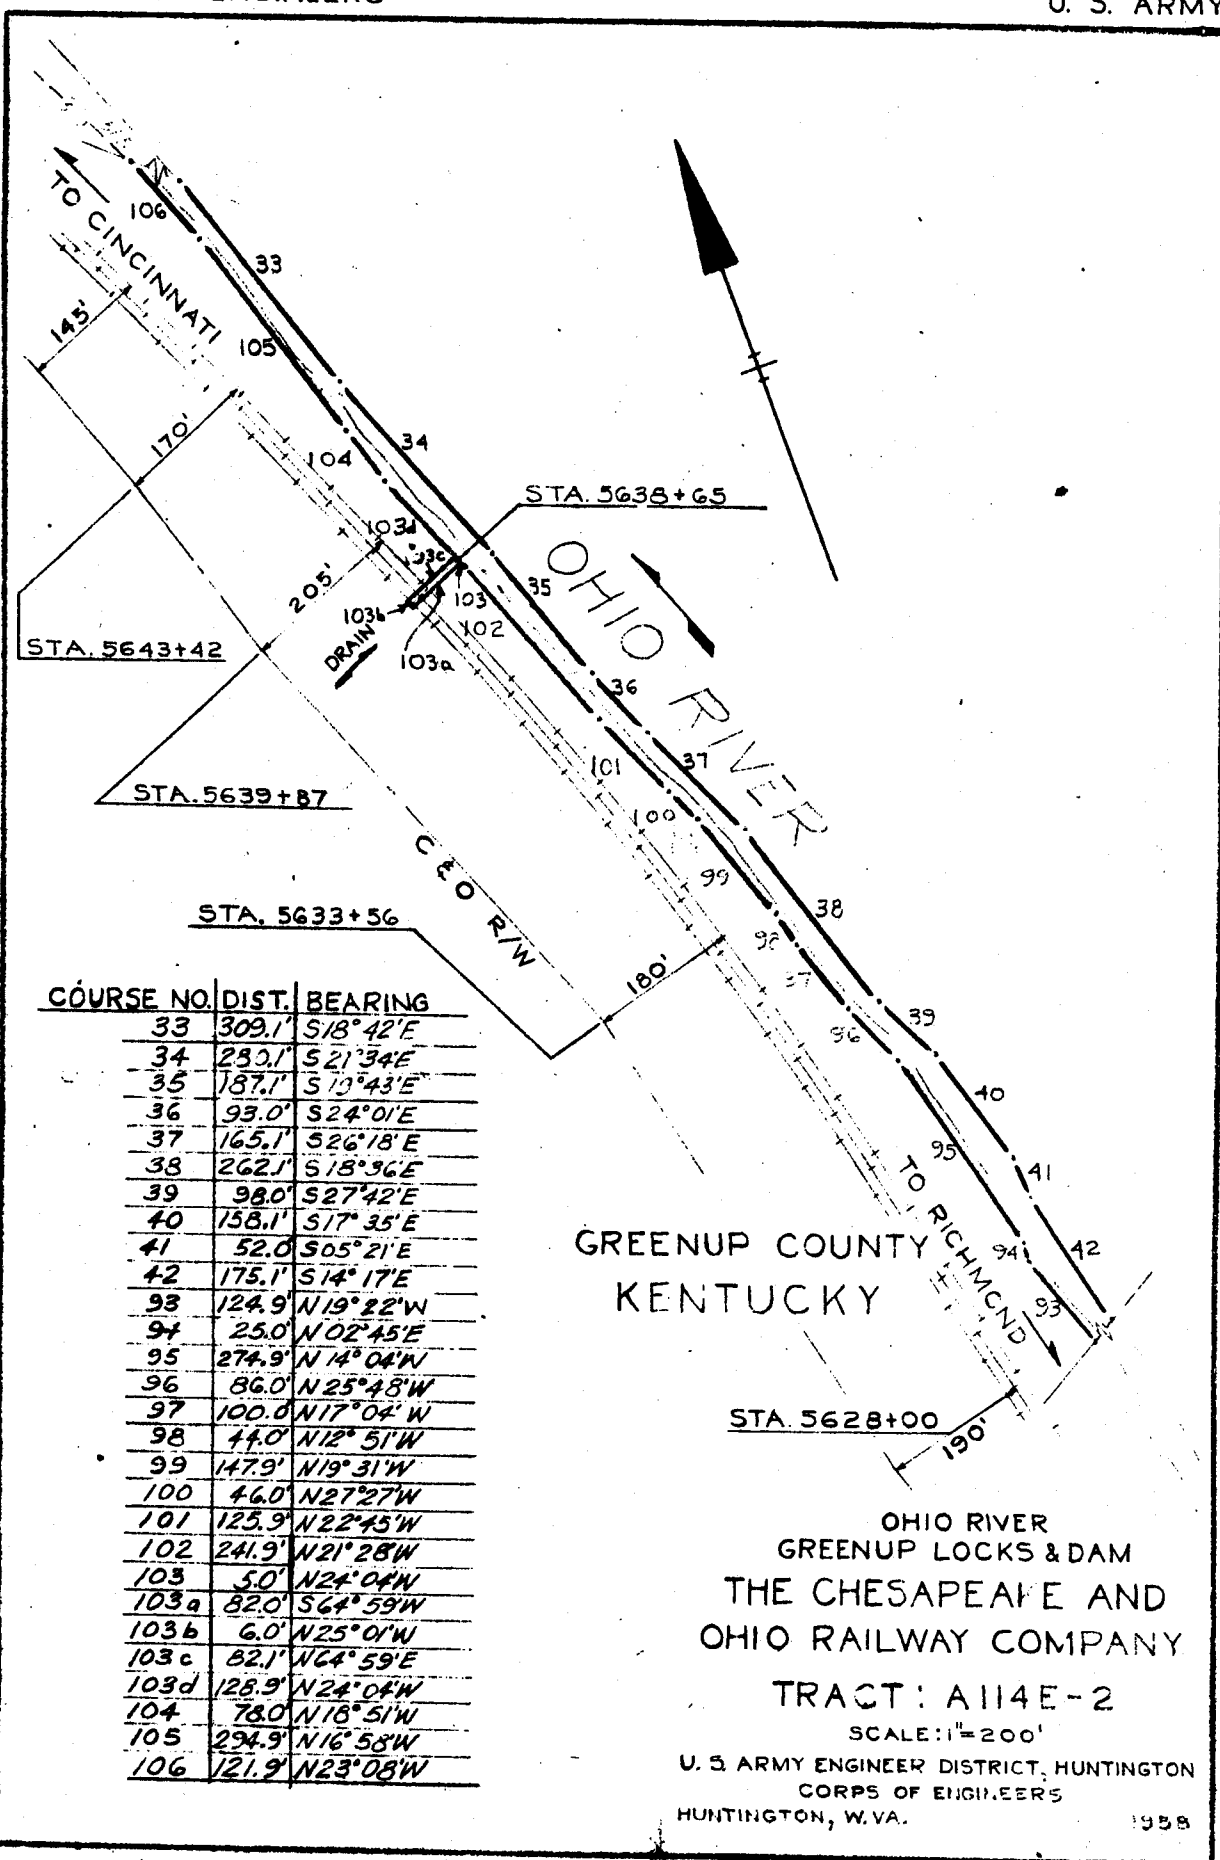 U. S. ARMY
TO CINCINNATI
106
33
145'
105
170'
34
104
STA. 5638+65
103d
205'
35
103
103b
102
103a
DRAIN
OHIO RIVER
STA. 5643+42
36
37
101
STA. 5639+87
100
C & O R/W
99
38
STA. 5633+56
98
180'
39
96
40
95
41
TO RICHMOND
94
42
93
GREENUP COUNTY
KENTUCKY
STA. 5628+00
190'
COURSE NO. DIST. BEARING
33 309.1' S18°42'E
34 S21°34'E
35 187.1' S19°43'E
36 93.0' S24°01'E
37 165.1' S26°18'E
38 262.1' S18°36'E
39 98.0' S27°42'E
40 158.1' S17°35'E
41 52.0' S05°21'E
42 175.1' S14°17'E
93 124.9' N19°22'W
94 25.0' N02°45'E
95 274.9' N14°04'W
96 86.0' N25°48'W
97 100.0' N17°04'W
98 44.0' N12°51'W
99 147.9' N19°31'W
100 46.0' N27°27'W
101 125.9' N22°45'W
102 241.9' N21°28'W
103 5.0' N24°04'W
103a 82.0' S64°59'W
103b 6.0' N25°01'W
103c 82.1' N64°59'E
103d 128.9' N24°04'W
104 78.0' N18°51'W
105 294.9' N16°58'W
106 121.9' N23°08'W
OHIO RIVER
GREENUP LOCKS & DAM
THE CHESAPEAKE AND
OHIO RAILWAY COMPANY
TRACT: A114E-2
SCALE: 1"=200'
U. S. ARMY ENGINEER DISTRICT, HUNTINGTON
CORPS OF ENGINEERS
HUNTINGTON, W. VA. 1958